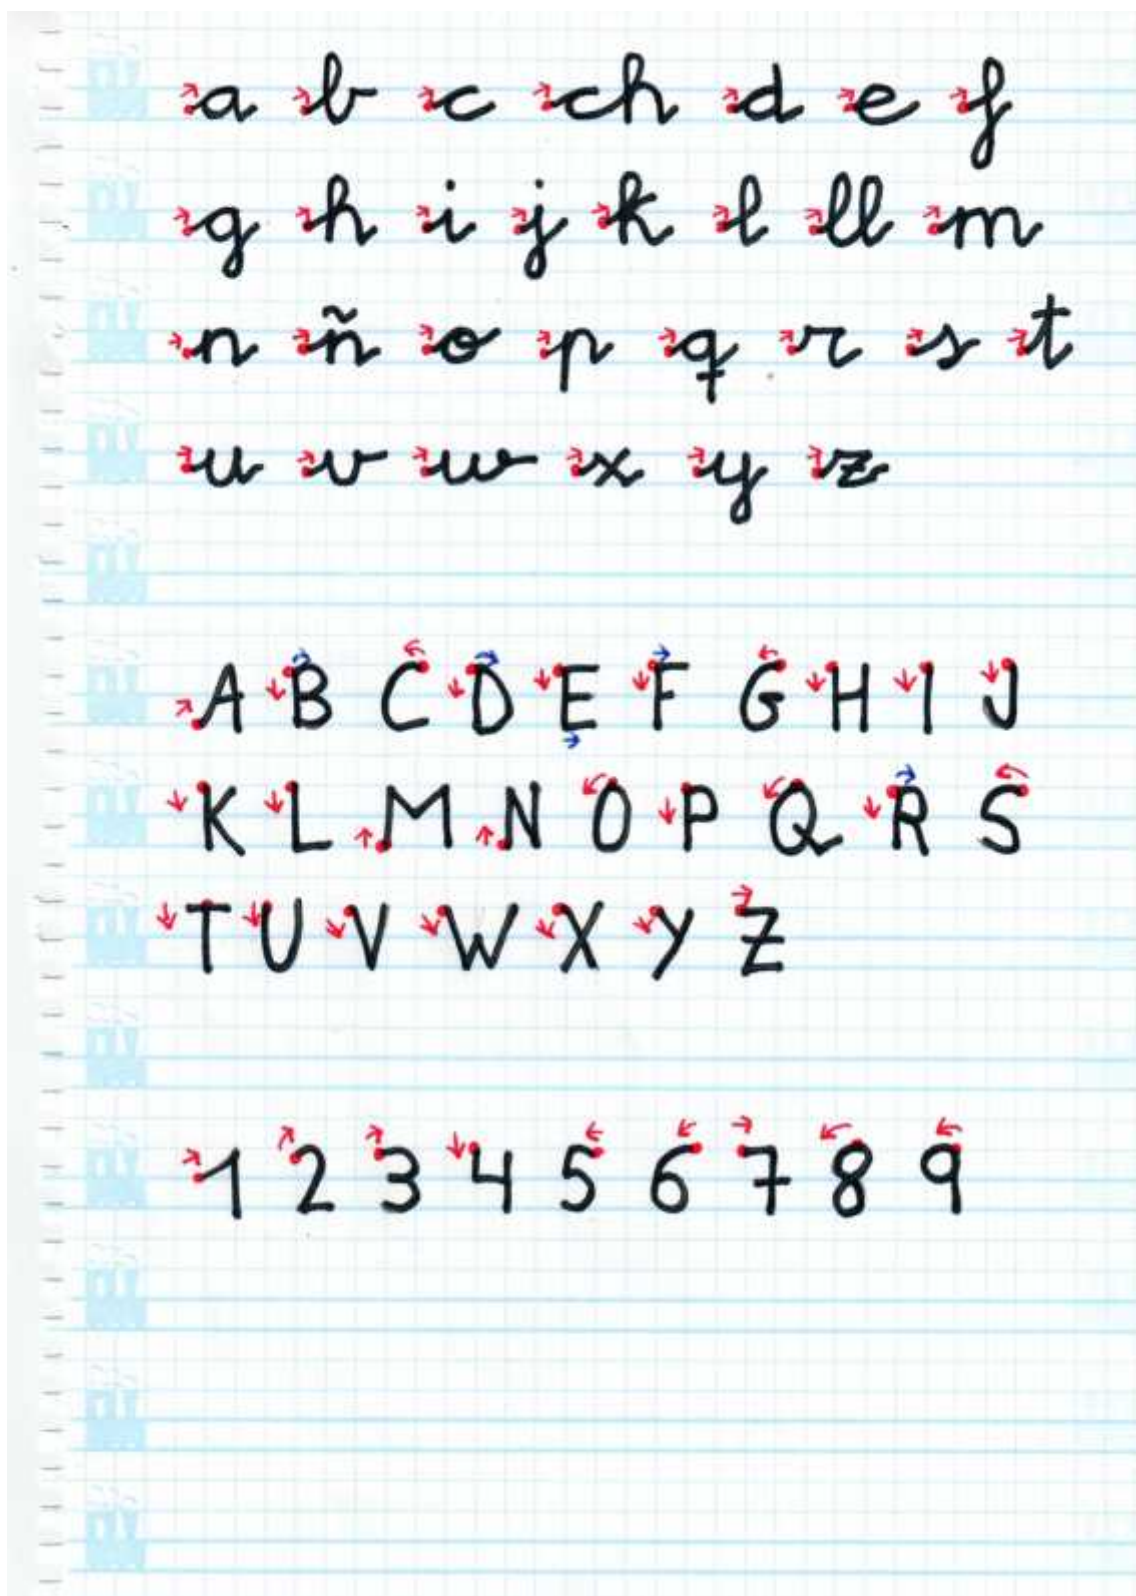 a b c ch d e f
g h i j k l ll m
n ñ o p q r s t
u v w x y z
A B C D E F G H I J
K L M N O P Q R S
T U V W X Y Z
1 2 3 4 5 6 7 8 9